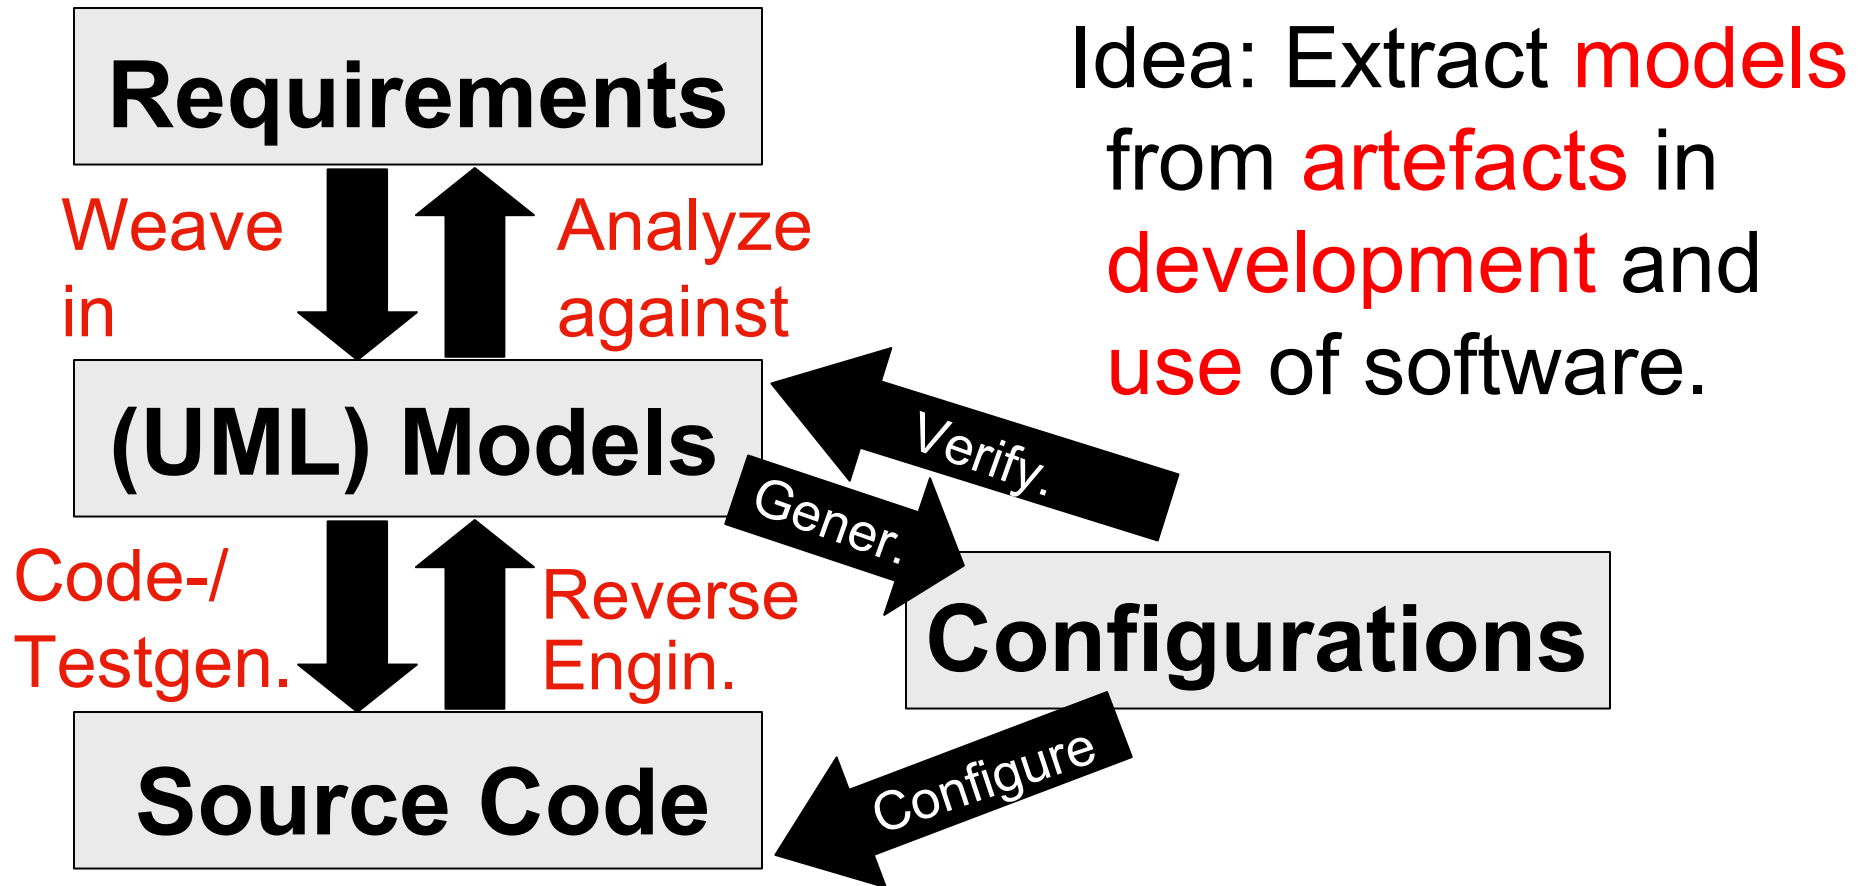 Requirements
Idea: Extract models
from artefacts in
development and
use of software.
Weave
in
Analyze
against
(UML) Models
Verify.
Gener.
Code-/
Testgen.
Reverse
Engin.
Configurations
Configure
Source Code